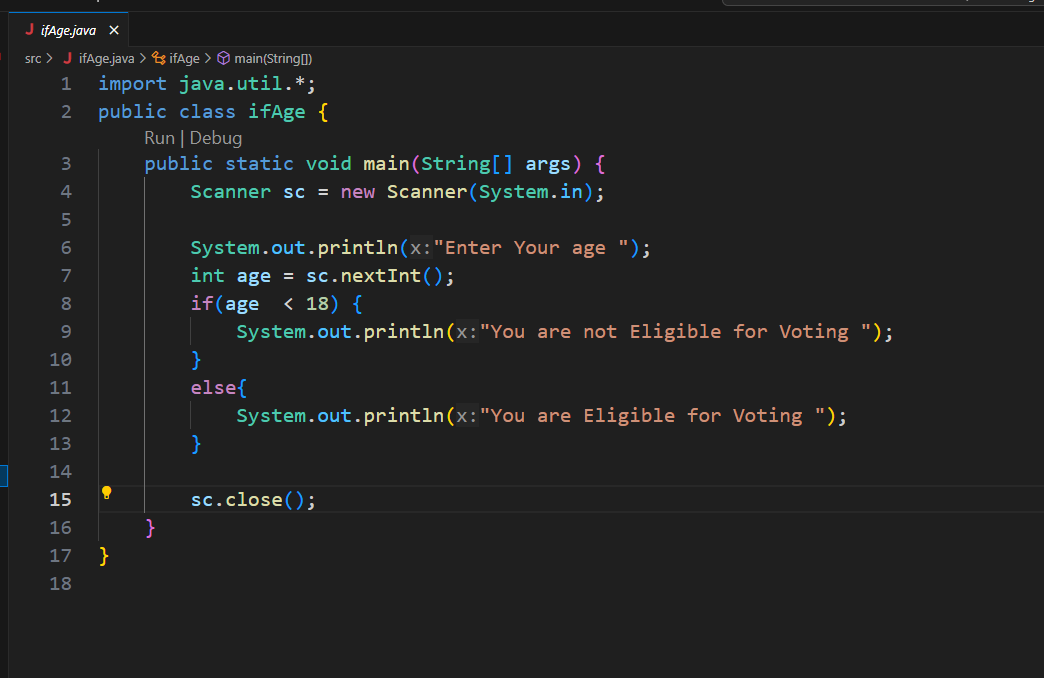 J ifAge.java ×
src > J ifAge.java > ifAge > main(String[])
1 import java.util.*;
2 public class ifAge {
Run | Debug
3 public static void main(String[] args) {
4 Scanner sc = new Scanner(System.in);
5
6 System.out.println(x:"Enter Your age ");
7 int age = sc.nextInt();
8 if(age  < 18) {
9 System.out.println(x:"You are not Eligible for Voting ");
10 }
11 else{
12 System.out.println(x:"You are Eligible for Voting ");
13 }
14
15 sc.close();
16 }
17 }
18